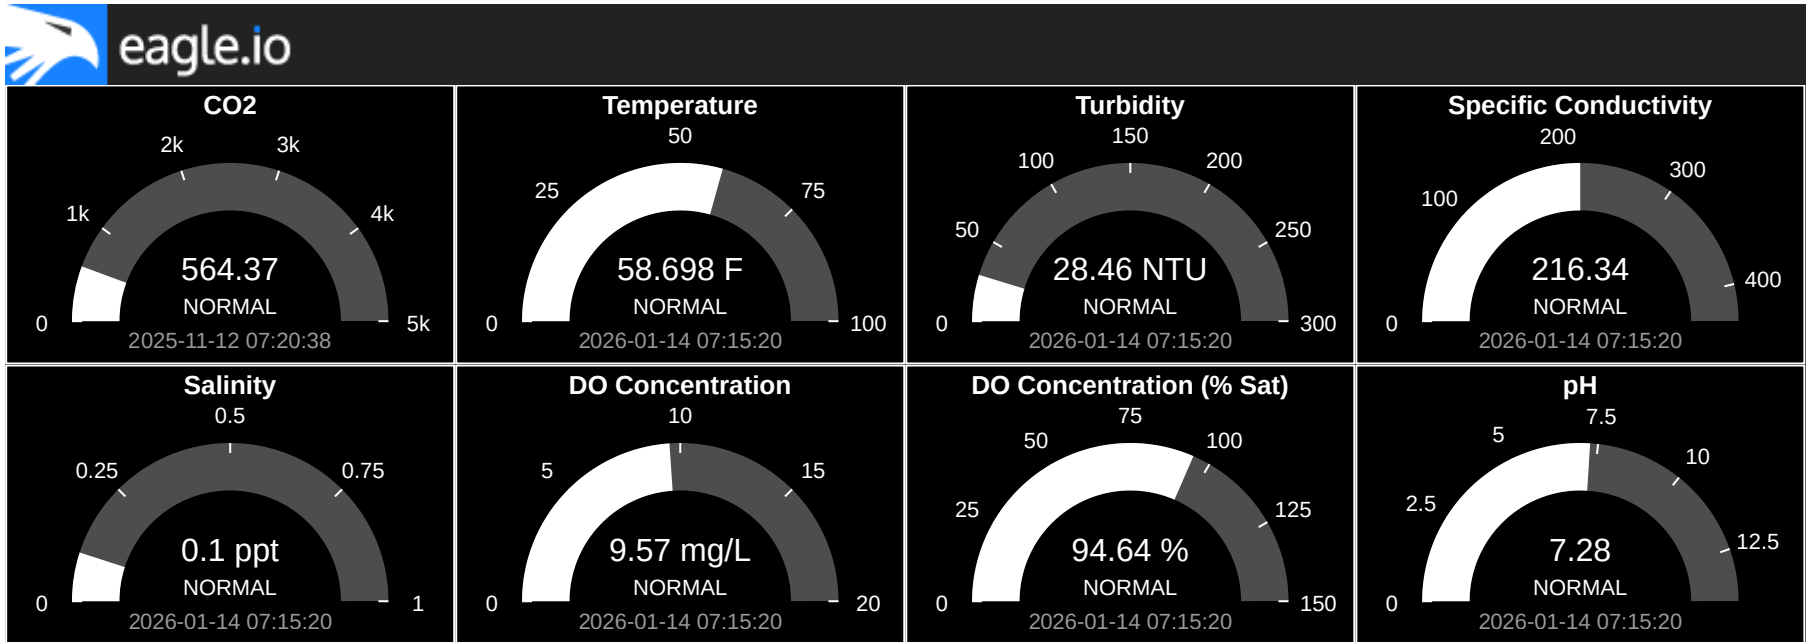 eagle.io
CO2
2k
3k
1k
4k
564.37
NORMAL
0
5k
2025-11-12 07:20:38
Temperature
50
25
75
58.698 F
NORMAL
0
100
2026-01-14 07:15:20
Turbidity
150
100
200
50
250
28.46 NTU
NORMAL
0
300
2026-01-14 07:15:20
Specific Conductivity
200
300
100
216.34
400
NORMAL
0
2026-01-14 07:15:20
Salinity
0.5
0.25
0.75
0.1 ppt
NORMAL
0
1
2026-01-14 07:15:20
DO Concentration
10
5
15
9.57 mg/L
NORMAL
0
20
2026-01-14 07:15:20
DO Concentration (% Sat)
75
50
100
25
125
94.64 %
NORMAL
0
150
2026-01-14 07:15:20
pH
7.5
5
10
2.5
12.5
7.28
NORMAL
0
2026-01-14 07:15:20